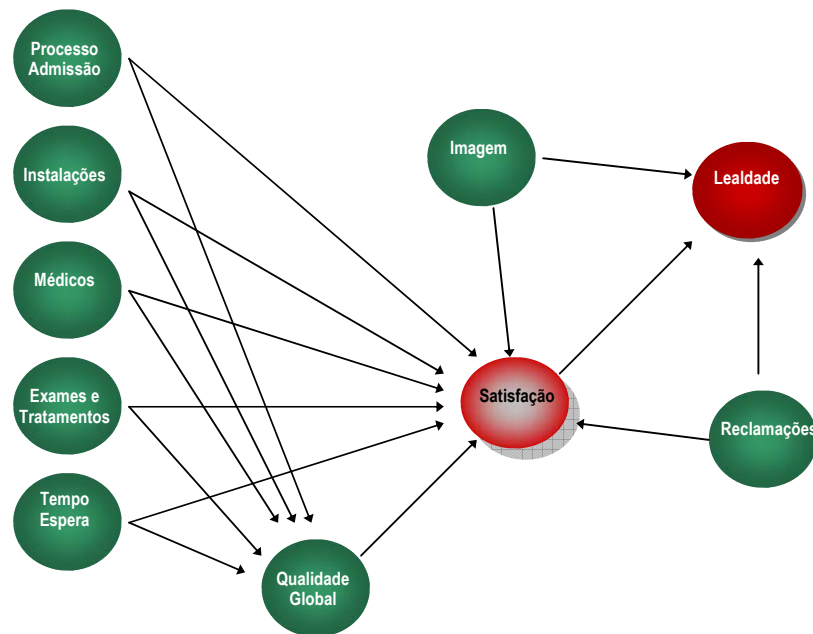 Processo
Admissão
Instalações
Médicos
Exames e
Tratamentos
Tempo
Espera
Qualidade
Global
Imagem
Satisfação
Lealdade
Reclamações